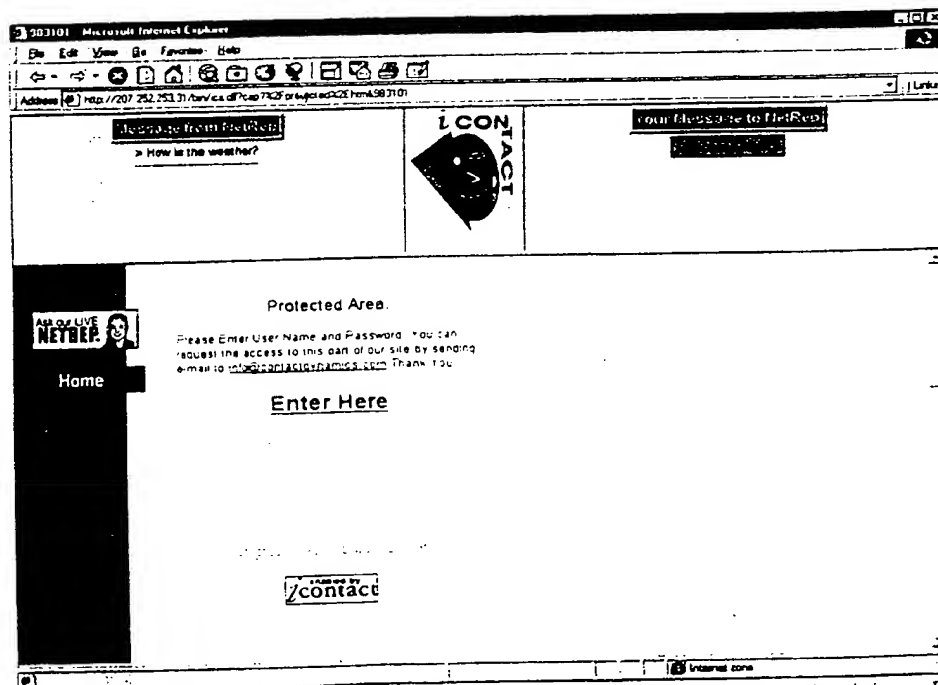 983101 Microsoft Internet Explorer
File Edit View Go Favorites Help
Address
Links
Message from NetRep
> How is the weather?
i CONTACT
Your Message to NetRep
Ask our LIVE
NETREP.
Home
Protected Area.
Please Enter User Name and Password. You can
request the access to this part of our site by sending
e-mail to info@contactdynamics.com Thank You
Enter Here
icontact
Internet zone